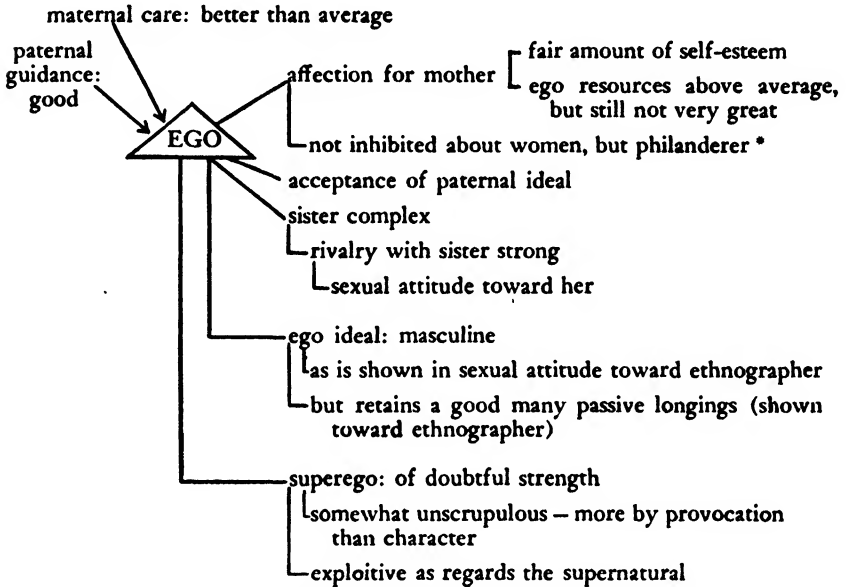 maternal care: better than average
paternal
guidance:
good
EGO
affection for mother
fair amount of self-esteem
ego resources above average,
but still not very great
not inhibited about women, but philanderer *
acceptance of paternal ideal
sister complex
rivalry with sister strong
sexual attitude toward her
ego ideal: masculine
as is shown in sexual attitude toward ethnographer
but retains a good many passive longings (shown
toward ethnographer)
superego: of doubtful strength
somewhat unscrupulous — more by provocation
than character
exploitive as regards the supernatural